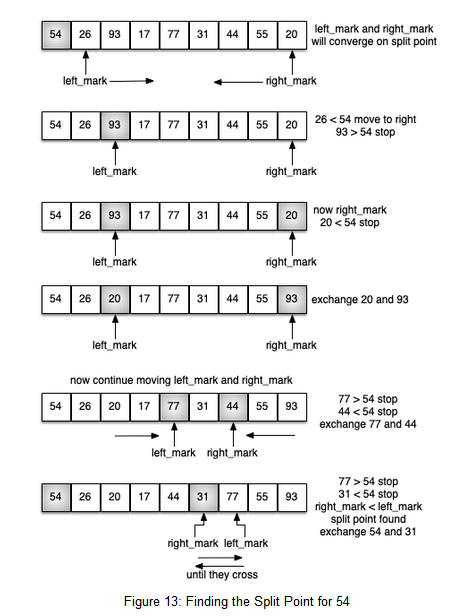 54 26 93 17 77 31 44 55 20
left_mark and right_mark
will converge on split point
left_mark right_mark
54 26 93 17 77 31 44 55 20
26 < 54 move to right
93 > 54 stop
left_mark right_mark
54 26 93 17 77 31 44 55 20
now right_mark
20 < 54 stop
left_mark right_mark
54 26 20 17 77 31 44 55 93
exchange 20 and 93
left_mark right_mark
now continue moving left_mark and right_mark
54 26 20 17 77 31 44 55 93
77 > 54 stop
44 < 54 stop
exchange 77 and 44
left_mark right_mark
54 26 20 17 44 31 77 55 93
77 > 54 stop
31 < 54 stop
right_mark < left_mark
split point found
exchange 54 and 31
right_mark left_mark
until they cross
Figure 13: Finding the Split Point for 54